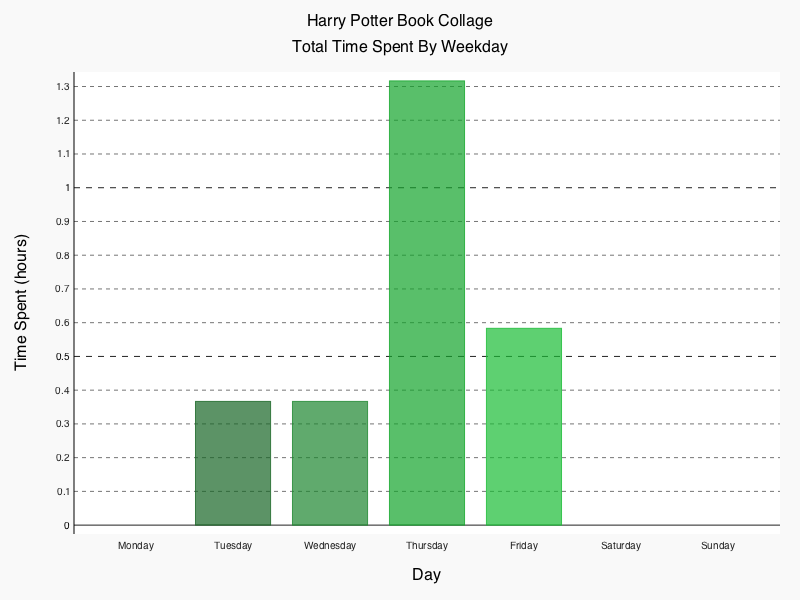 Harry Potter Book Collage
Total Time Spent By Weekday
Time Spent (hours)
1.3
1.2
1.1
1
0.9
0.8
0.7
0.6
0.5
0.4
0.3
0.2
0.1
0
Monday Tuesday Wednesday Thursday Friday Saturday Sunday
Day